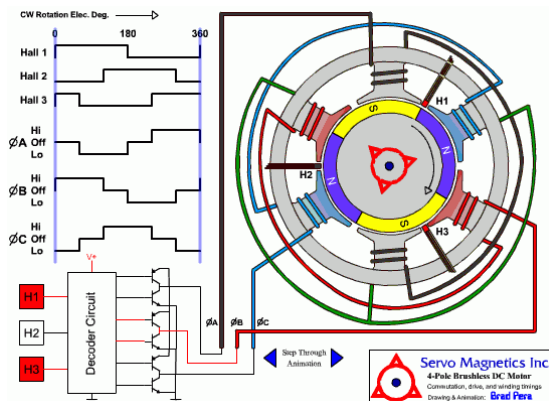 CW Rotation Elec. Deg.
0 180 360
Hall 1
Hall 2
Hall 3
Hi
ØA Off
Lo
Hi
ØB Off
Lo
Hi
ØC Off
Lo
V+
H1
H2
H3
Decoder Circuit
ØA
ØB
ØC
H1
H2
H3
S
N
N
S
Step Through
Animation
Servo Magnetics Inc
4-Pole Brushless DC Motor
Commutation, drive, and winding timings
Drawing & Animation: Brad Pera